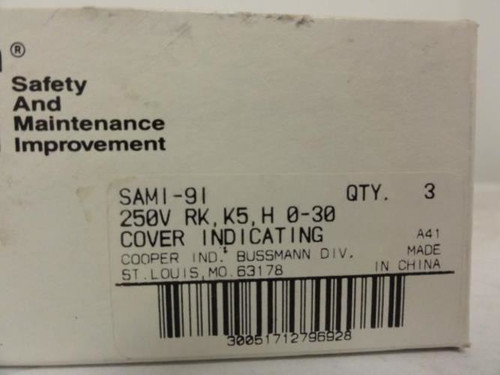 ®
Safety
And
Maintenance
Improvement
SAMI-9I QTY. 3
250V RK,K5,H 0-30
COVER INDICATING A41
COOPER IND. BUSSMANN DIV. MADE
ST.LOUIS,MO.63178 IN CHINA
30051712796928